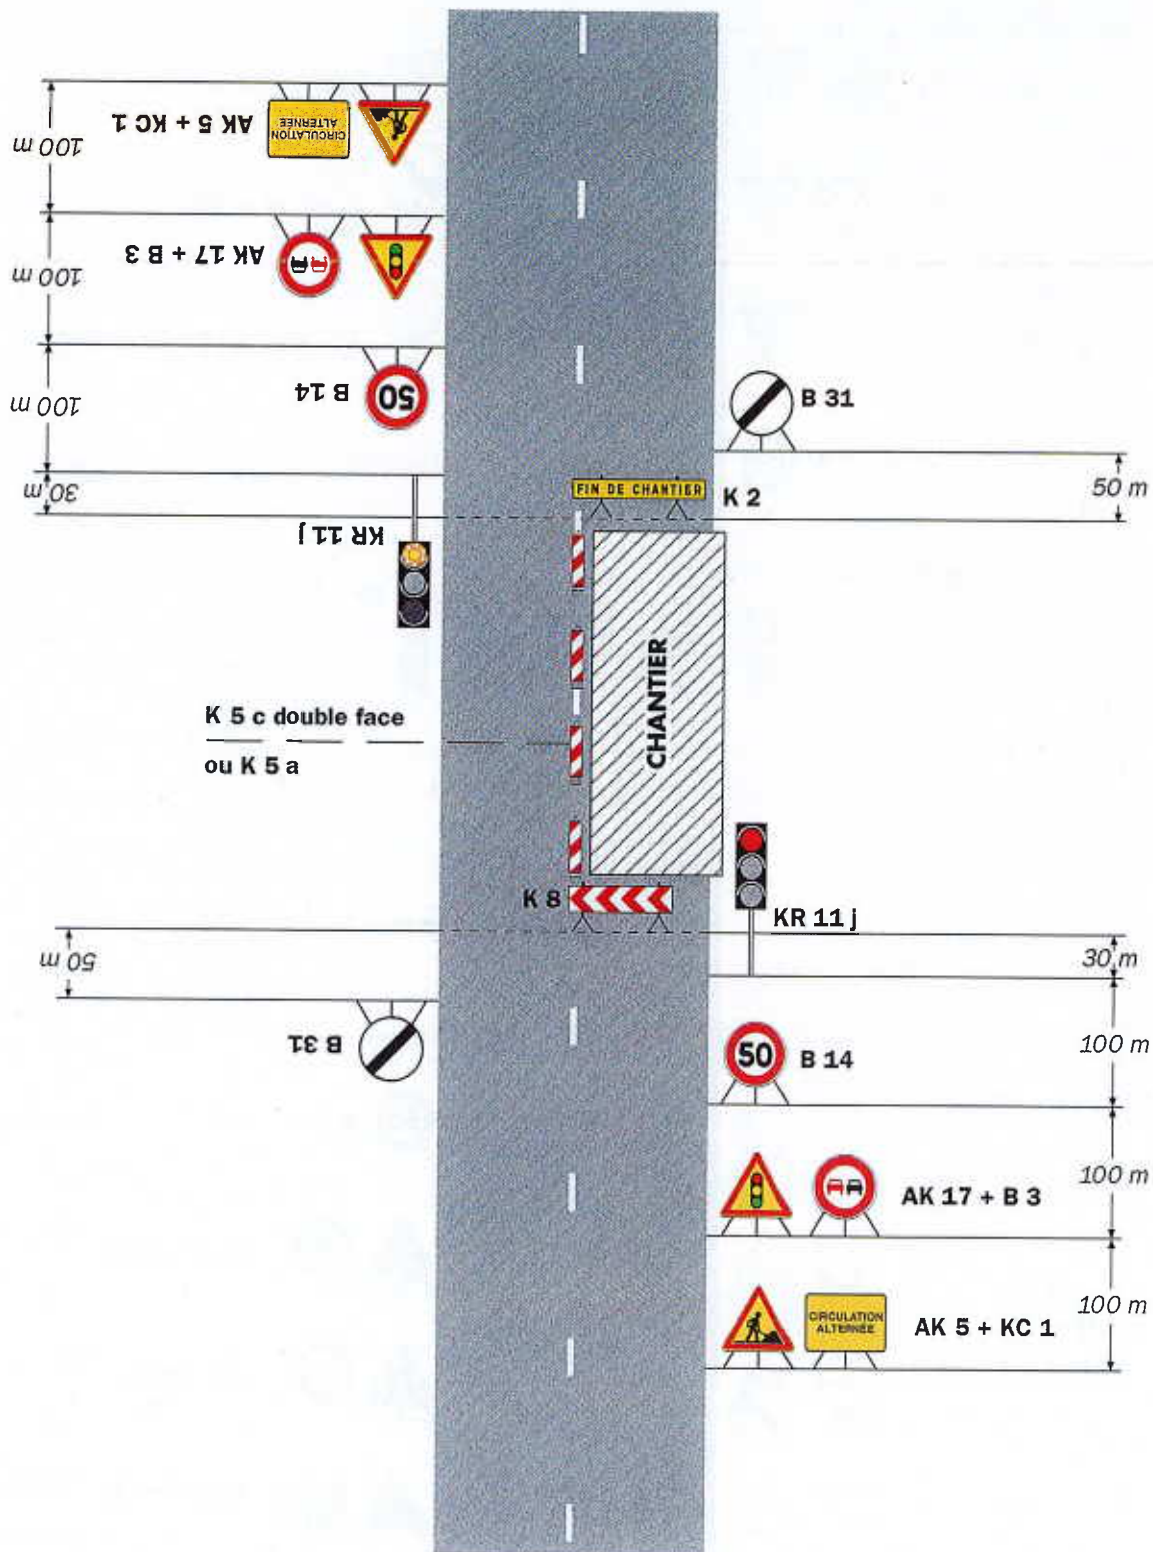 100 m
AK 5 + KC 1
CIRCULATION
ALTERNÉE
100 m
AK 17 + B 3
100 m
B 14
50
B 31
30 m
50 m
FIN DE CHANTIER
K 2
KR 11 j
CHANTIER
K 5 c double face
ou K 5 a
K 8
KR 11 j
50 m
30 m
B 31
50
B 14
100 m
AK 17 + B 3
100 m
CIRCULATION
ALTERNÉE
AK 5 + KC 1
100 m